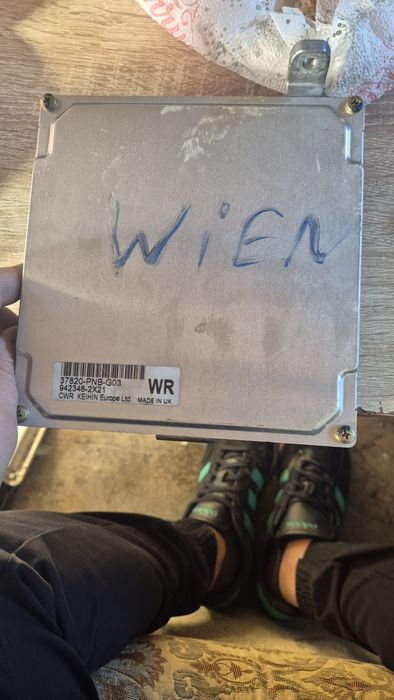 WiEN
37820-PNB-G03
942346-2X21
WR
CWR KEIHIN Europe Ltd. MADE IN UK